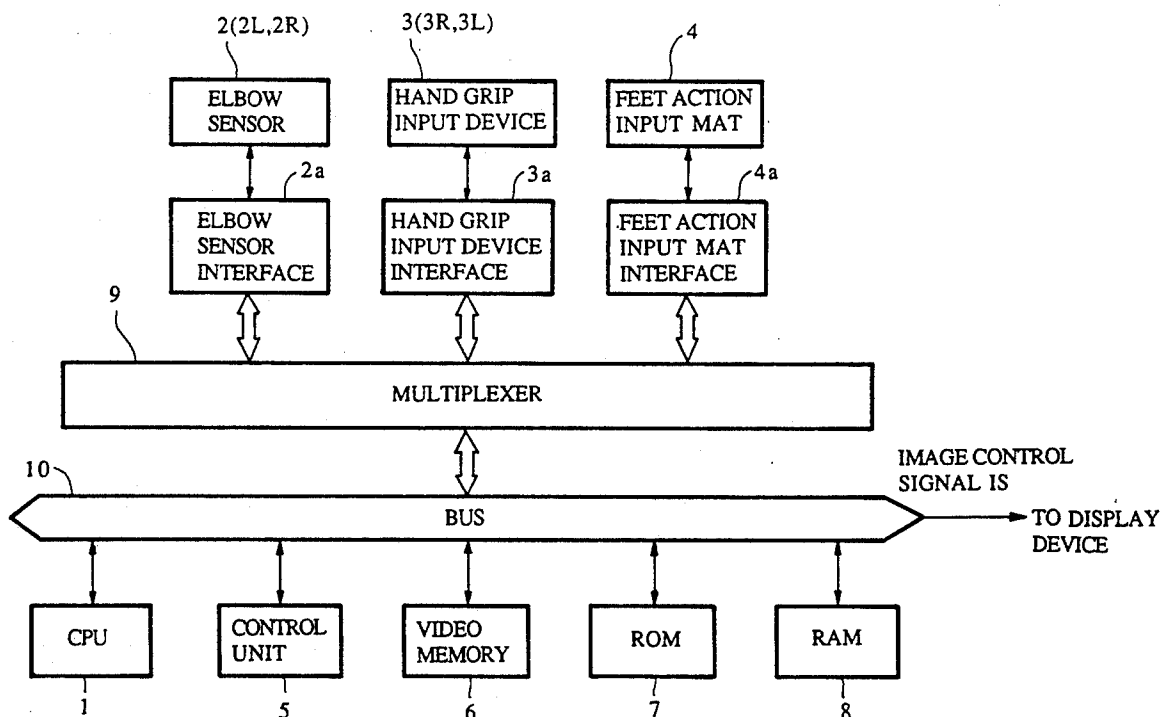 2(2L,2R)
3(3R,3L)
4
ELBOW
SENSOR
HAND GRIP
INPUT DEVICE
FEET ACTION
INPUT MAT
2a
3a
4a
ELBOW
SENSOR
INTERFACE
HAND GRIP
INPUT DEVICE
INTERFACE
FEET ACTION
INPUT MAT
INTERFACE
9
MULTIPLEXER
10
BUS
IMAGE CONTROL
SIGNAL IS
TO DISPLAY
DEVICE
CPU
CONTROL
UNIT
VIDEO
MEMORY
ROM
RAM
1
5
6
7
8